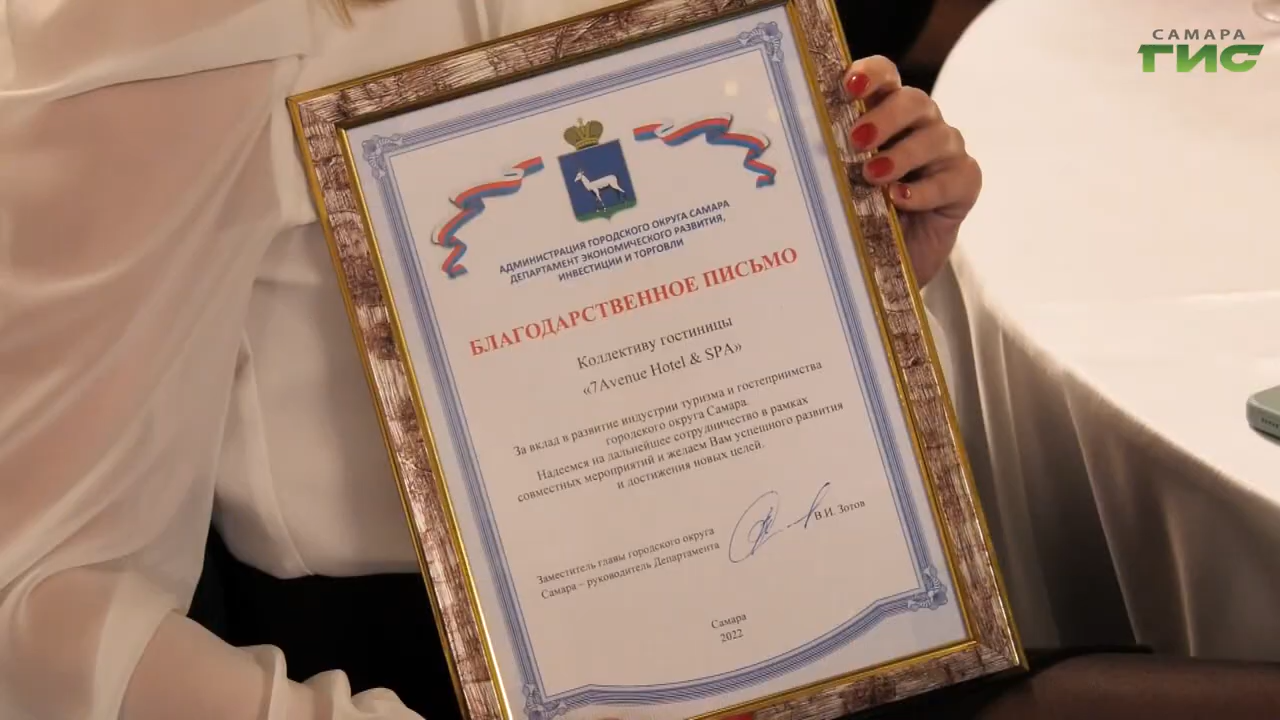 САМАРА
ГИС
АДМИНИСТРАЦИЯ ГОРОДСКОГО ОКРУГА САМАРА
ДЕПАРТАМЕНТ ЭКОНОМИЧЕСКОГО РАЗВИТИЯ,
ИНВЕСТИЦИИ И ТОРГОВЛИ
БЛАГОДАРСТВЕННОЕ ПИСЬМО
Коллективу гостиницы
«7Avenue Hotel & SPA»
За вклад в развитие индустрии туризма и гостеприимства
городского округа Самара.
Надеемся на дальнейшее сотрудничество в рамках
совместных мероприятий и желаем Вам успешного развития
и достижения новых целей.
Заместитель главы городского округа
Самара – руководитель Департамента
В.И. Зотов
Самара
2022